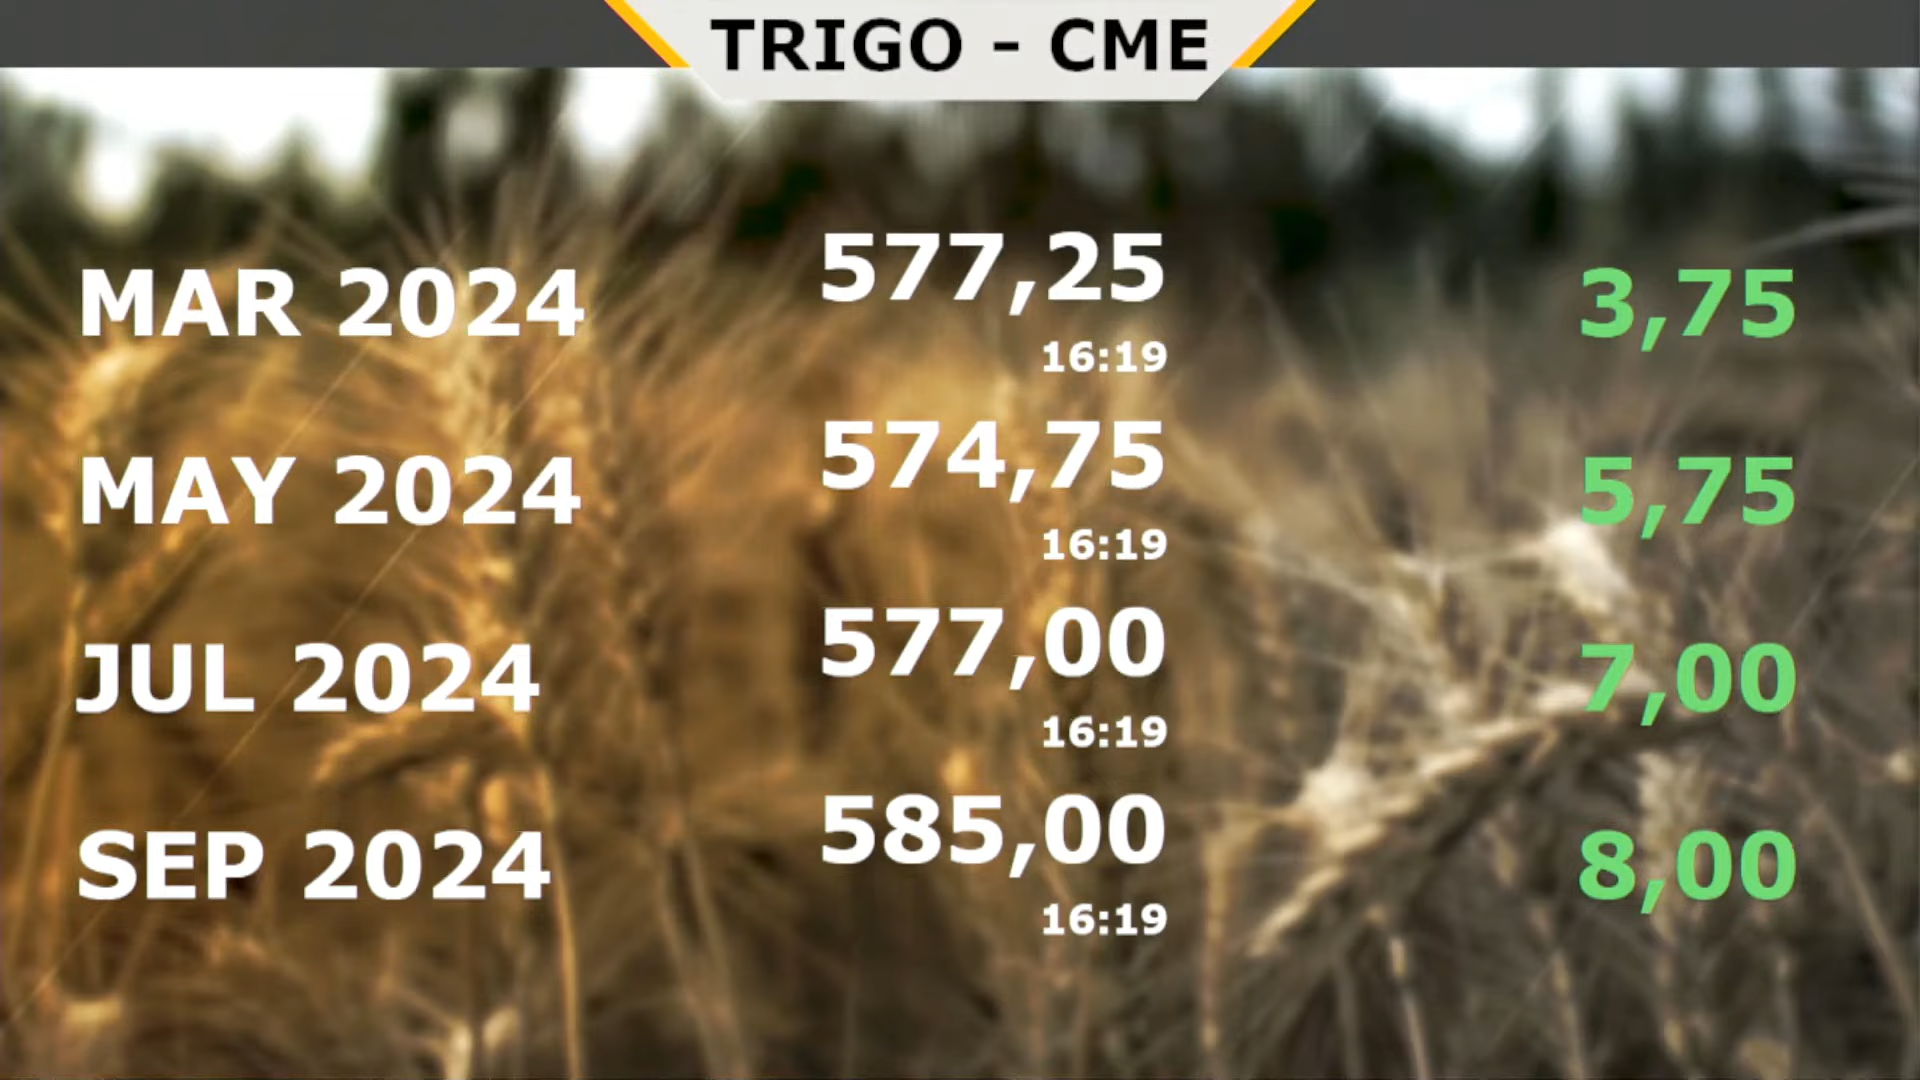 TRIGO - CME
MAR 2024 577,25 3,75
16:19
MAY 2024 574,75 5,75
16:19
JUL 2024 577,00 7,00
16:19
SEP 2024 585,00 8,00
16:19